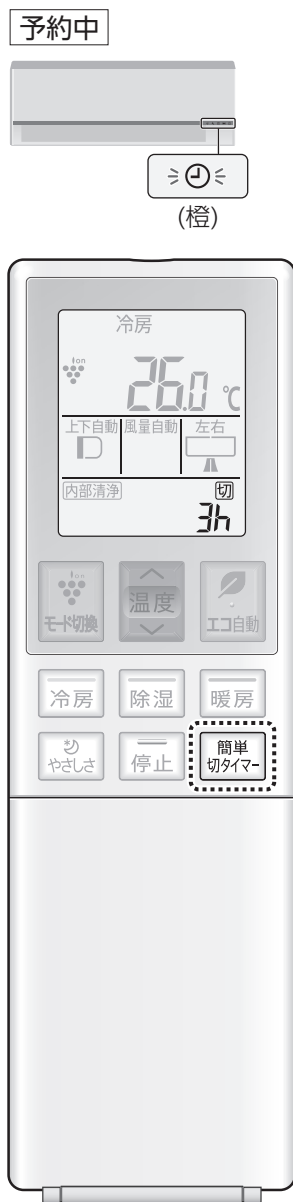 予約中
(橙)
冷房
ion
26.0 ℃
上下自動 風量自動 左右
内部清浄 切
3h
ion
モード切換 温度 エコ自動
冷房 除湿 暖房
やさしさ 停止 簡単
切タイマー